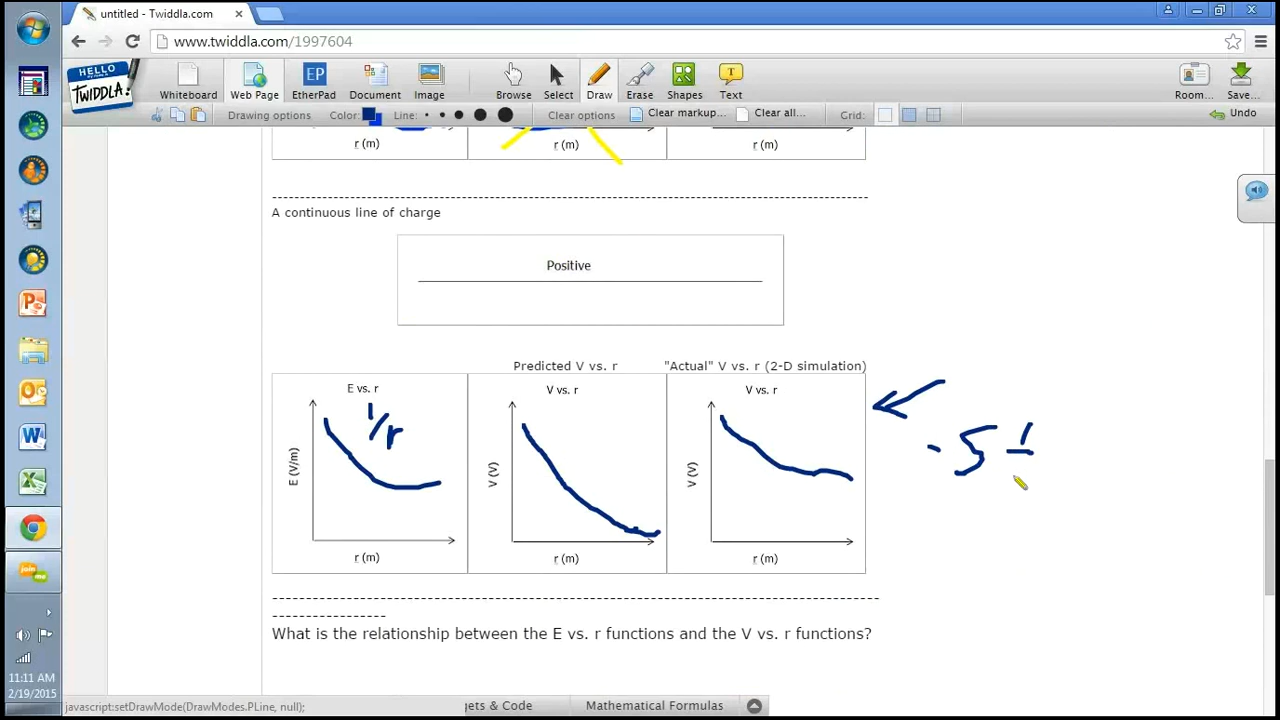 untitled - Twiddla.com
www.twiddla.com/1997604
HELLO
TWIDDLA!
Whiteboard Web Page EtherPad Document Image Browse Select Draw Erase Shapes Text Room... Save...
EP
T
Drawing options Color: Line: Clear options Clear markup... Clear all... Grid: Undo
r (m) r (m) r (m)
A continuous line of charge
Positive
Predicted V vs. r "Actual" V vs. r (2-D simulation)
E vs. r V vs. r V vs. r
1/r
E (V/m) V (V) V (V)
r (m) r (m) r (m)
What is the relationship between the E vs. r functions and the V vs. r functions?
11:11 AM
2/19/2015
javascript:setDrawMode(DrawModes.PLine, null); gets & Code Mathematical Formulas